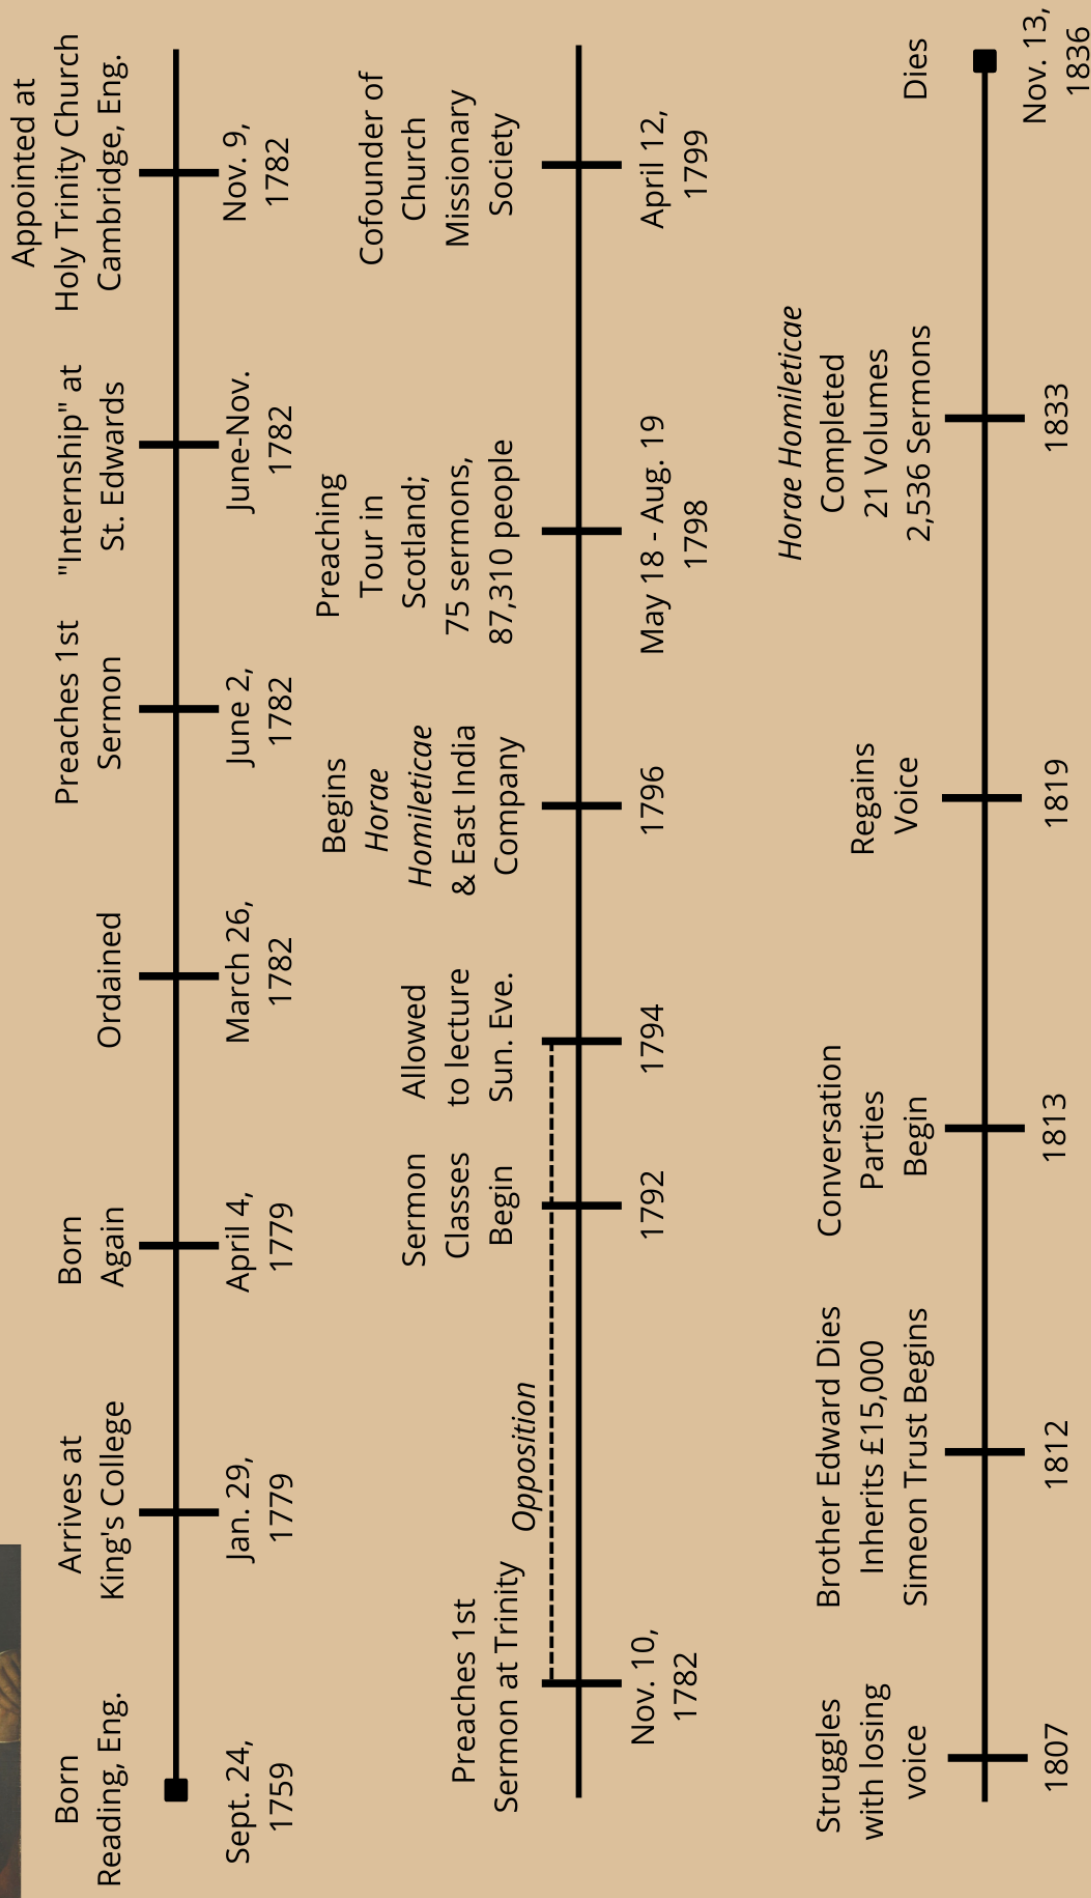 Born
Reading, Eng.
Sept. 24,
1759
Arrives at
King's College
Jan. 29,
1779
Born
Again
April 4,
1779
Ordained
March 26,
1782
Preaches 1st
Sermon
June 2,
1782
"Internship" at
St. Edwards
June-Nov.
1782
Appointed at
Holy Trinity Church
Cambridge, Eng.
Nov. 9,
1782
Preaches 1st
Sermon at Trinity
Nov. 10,
1782
Opposition
Sermon
Classes
Begin
1792
Allowed
to lecture
Sun. Eve.
1794
Begins
Horae
Homileticae
& East India
Company
1796
Preaching
Tour in
Scotland;
75 sermons,
87,310 people
May 18 - Aug. 19
1798
Cofounder of
Church
Missionary
Society
April 12,
1799
Struggles
with losing
voice
1807
Brother Edward Dies
Inherits £15,000
Simeon Trust Begins
1812
Conversation
Parties
Begin
1813
Regains
Voice
1819
Horae Homileticae
Completed
21 Volumes
2,536 Sermons
1833
Dies
Nov. 13,
1836